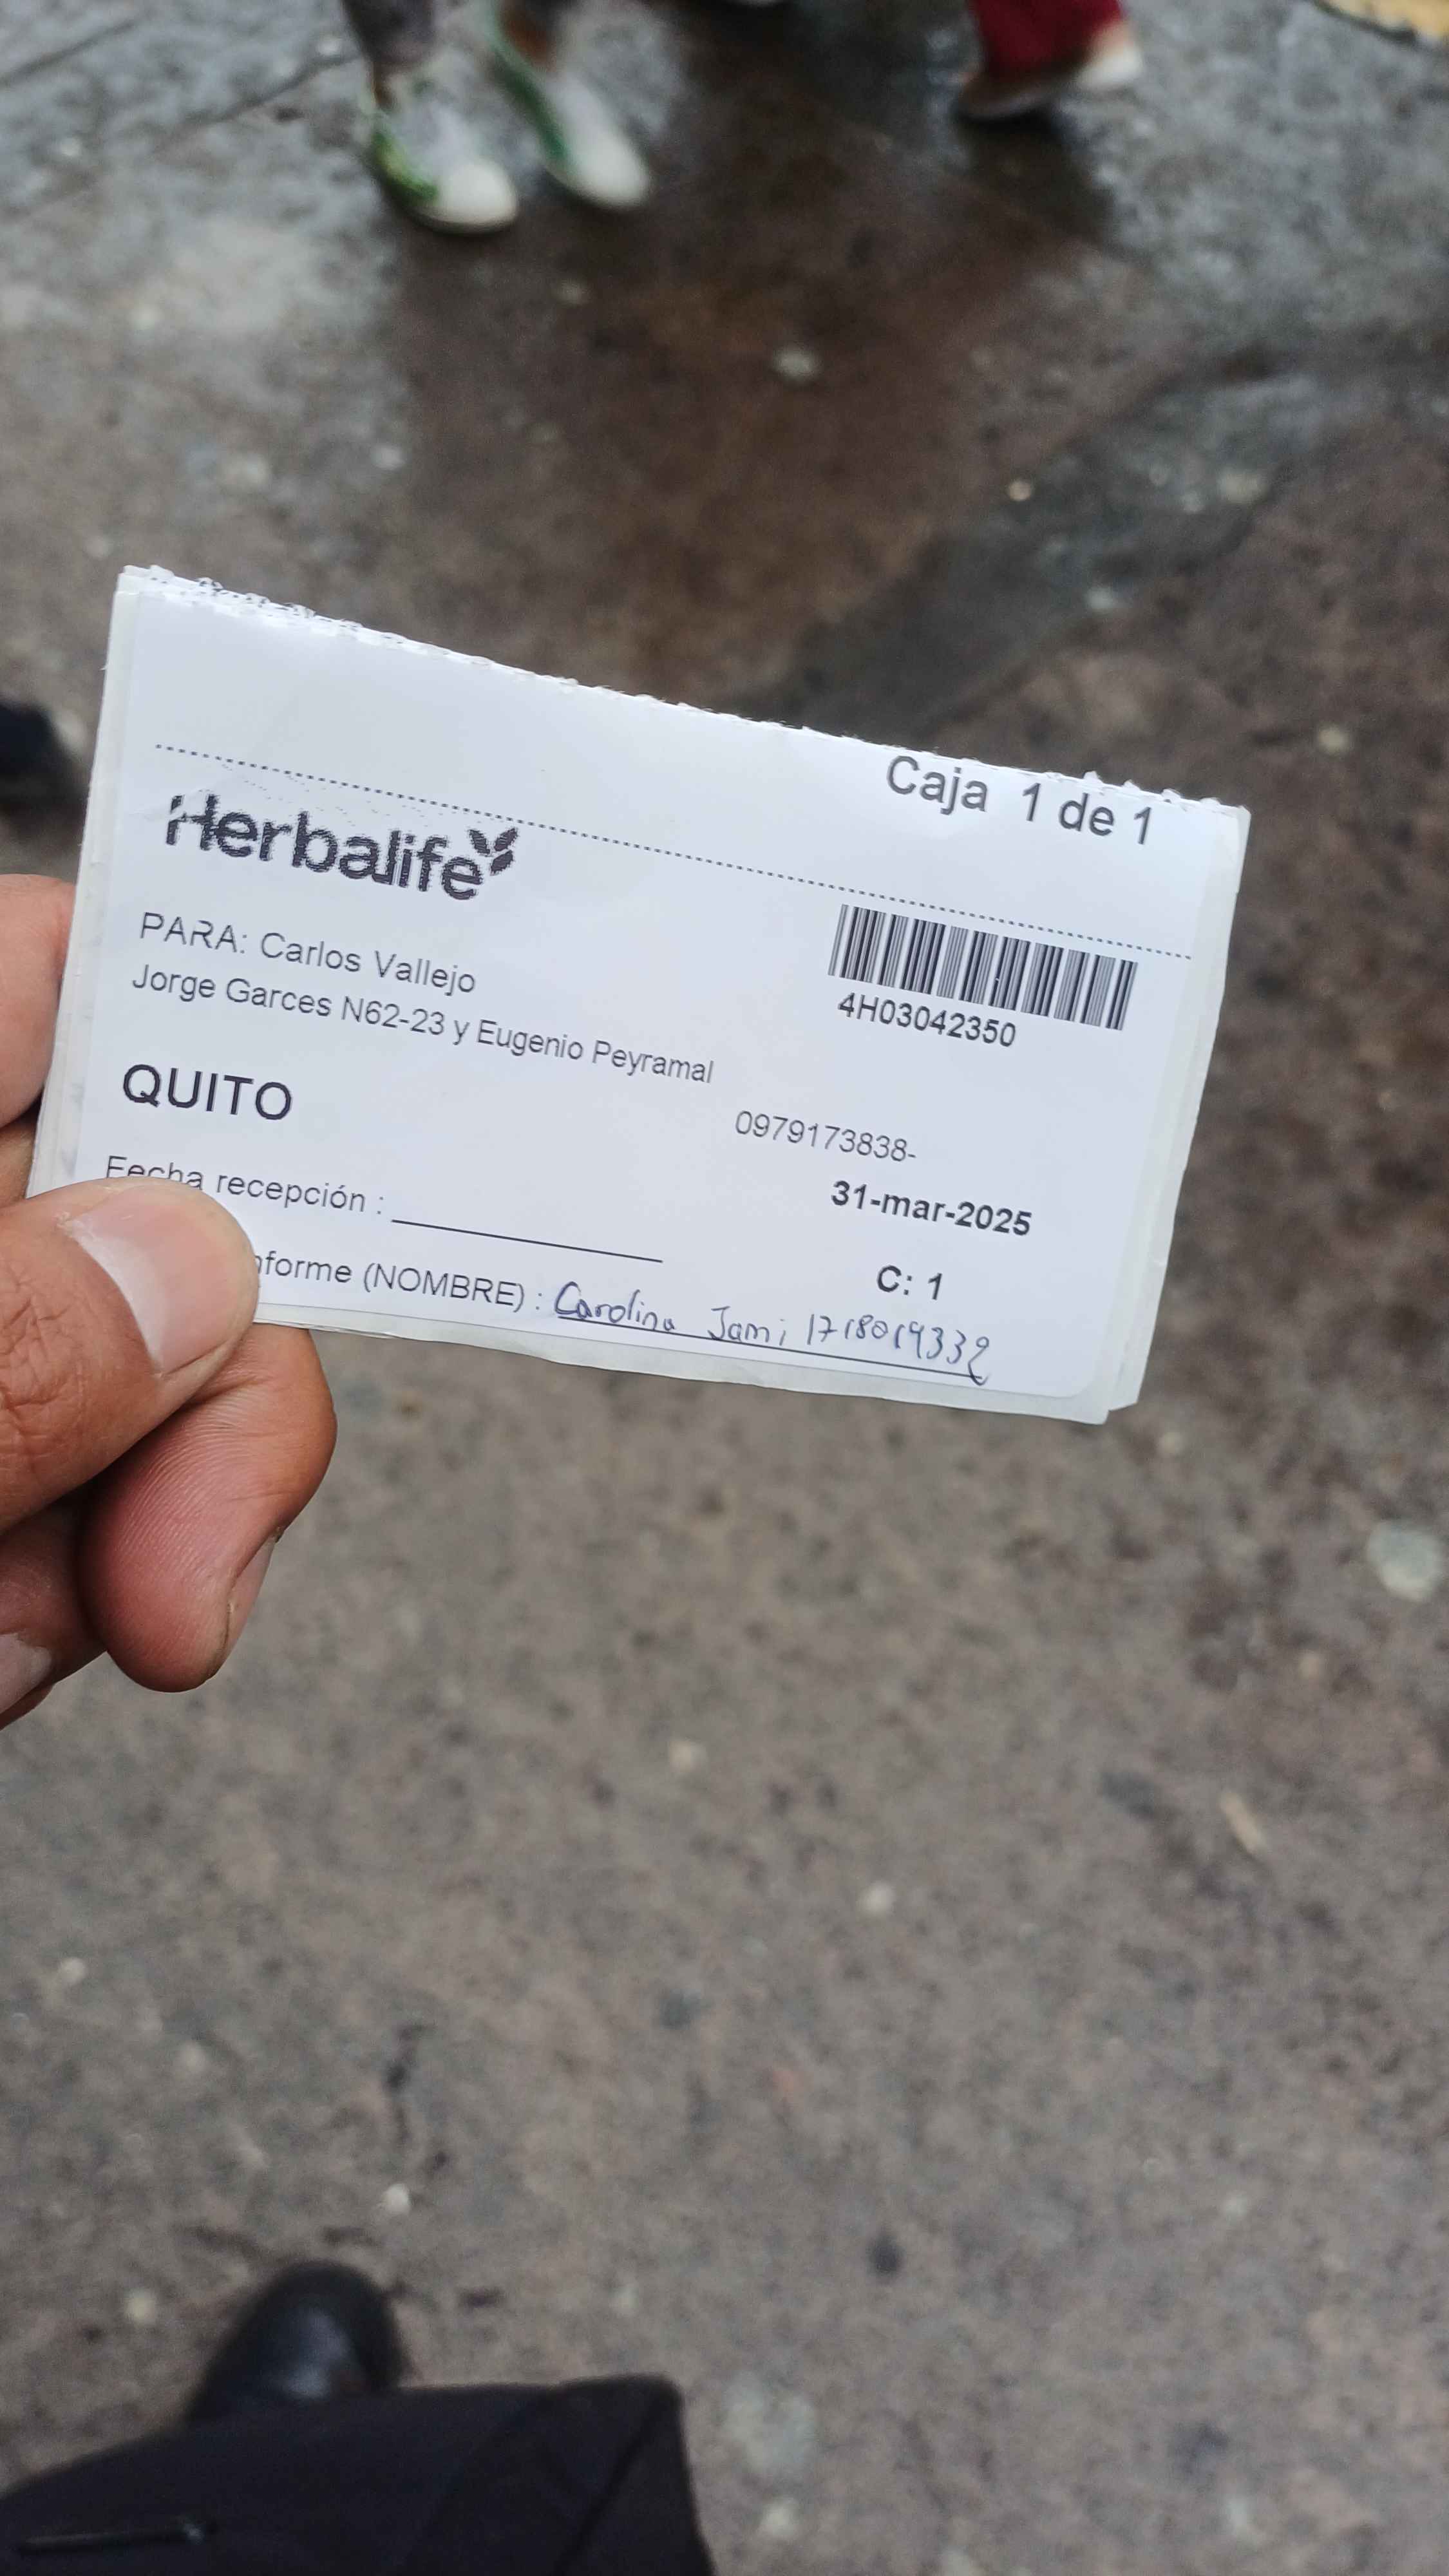 Caja 1 de 1
Herbalife
PARA: Carlos Vallejo
Jorge Garces N62-23 y Eugenio Peyramal
4H03042350
QUITO
0979173838-
Fecha recepción :
31-mar-2025
C: 1
nforme (NOMBRE) : Carolina Jami 1718019332